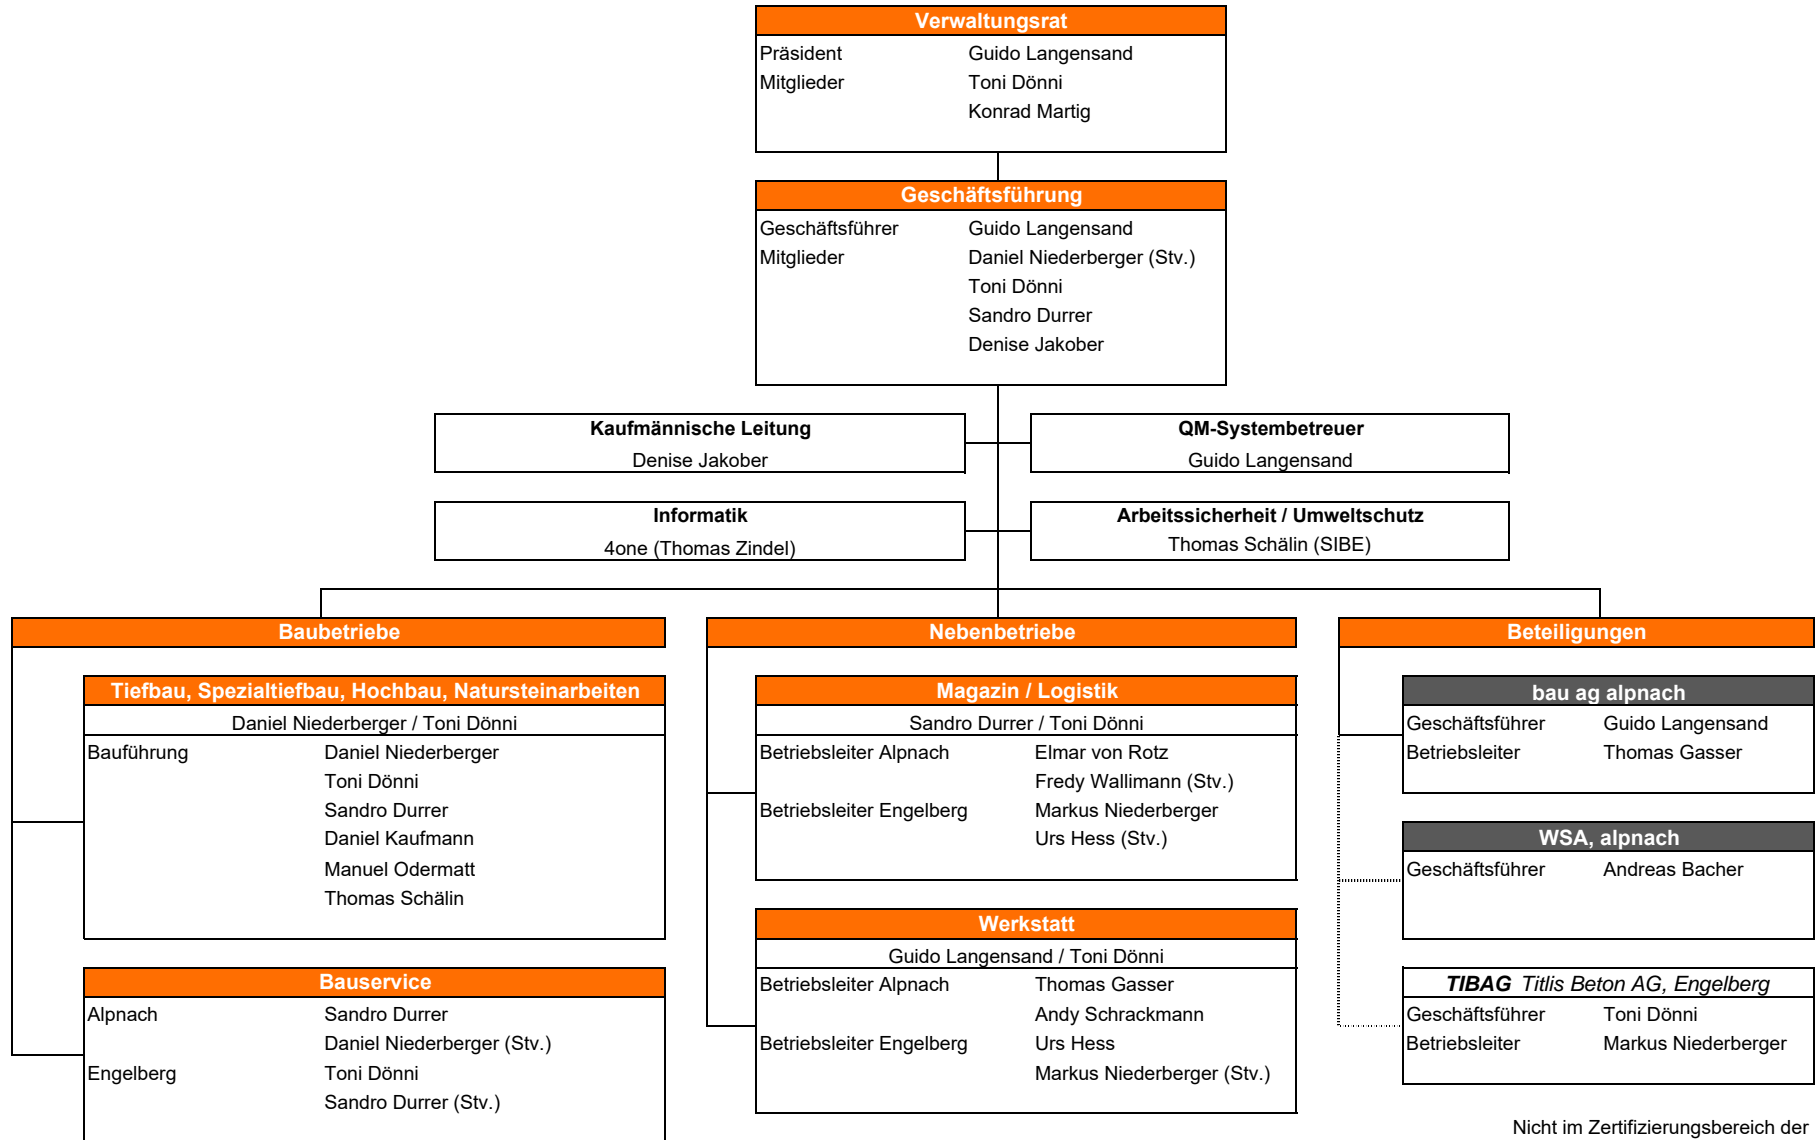 Verwaltungsrat
Präsident Guido Langensand
Mitglieder Toni Dönni
Konrad Martig
Geschäftsführung
Geschäftsführer Guido Langensand
Mitglieder Daniel Niederberger (Stv.)
Toni Dönni
Sandro Durrer
Denise Jakober
Kaufmännische Leitung
Denise Jakober
QM-Systembetreuer
Guido Langensand
Informatik
4one (Thomas Zindel)
Arbeitssicherheit / Umweltschutz
Thomas Schälin (SIBE)
Baubetriebe
Tiefbau, Spezialtiefbau, Hochbau, Natursteinarbeiten
Daniel Niederberger / Toni Dönni
Bauführung Daniel Niederberger
Toni Dönni
Sandro Durrer
Daniel Kaufmann
Manuel Odermatt
Thomas Schälin
Bauservice
Alpnach Sandro Durrer
Daniel Niederberger (Stv.)
Engelberg Toni Dönni
Sandro Durrer (Stv.)
Nebenbetriebe
Magazin / Logistik
Sandro Durrer / Toni Dönni
Betriebsleiter Alpnach Elmar von Rotz
Fredy Wallimann (Stv.)
Betriebsleiter Engelberg Markus Niederberger
Urs Hess (Stv.)
Werkstatt
Guido Langensand / Toni Dönni
Betriebsleiter Alpnach Thomas Gasser
Andy Schrackmann
Betriebsleiter Engelberg Urs Hess
Markus Niederberger (Stv.)
Beteiligungen
bau ag alpnach
Geschäftsführer Guido Langensand
Betriebsleiter Thomas Gasser
WSA, alpnach
Geschäftsführer Andreas Bacher
TIBAG Titlis Beton AG, Engelberg
Geschäftsführer Toni Dönni
Betriebsleiter Markus Niederberger
Nicht im Zertifizierungsbereich der